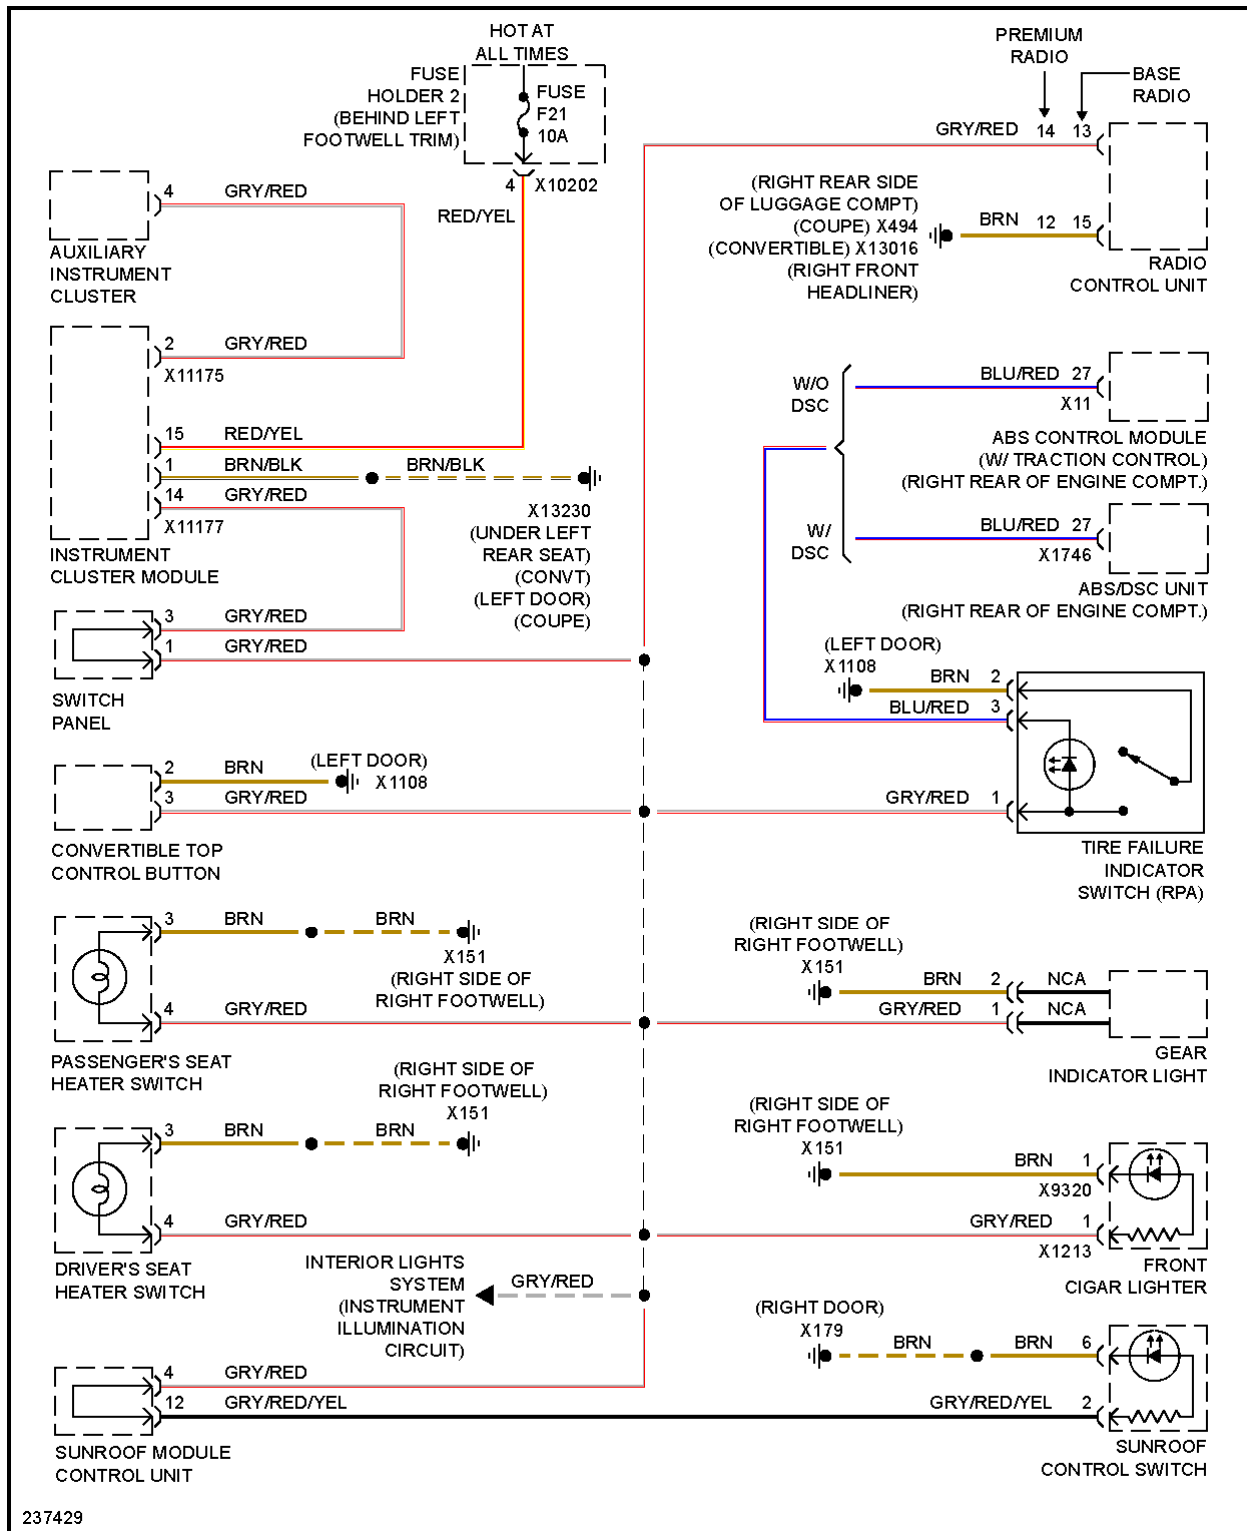 HOT AT
ALL TIMES
FUSE
HOLDER 2
(BEHIND LEFT
FOOTWELL TRIM)
FUSE
F21
10A
4
X10202
RED/YEL
PREMIUM
RADIO
BASE
RADIO
GRY/RED
14
13
(RIGHT REAR SIDE
OF LUGGAGE COMPT)
(COUPE) X494
(CONVERTIBLE) X13016
(RIGHT FRONT
HEADLINER)
BRN
12
15
RADIO
CONTROL UNIT
4
GRY/RED
AUXILIARY
INSTRUMENT
CLUSTER
2
GRY/RED
X11175
15
RED/YEL
1
BRN/BLK
BRN/BLK
14
GRY/RED
X11177
INSTRUMENT
CLUSTER MODULE
X13230
(UNDER LEFT
REAR SEAT)
(CONVT)
(LEFT DOOR)
(COUPE)
W/O
DSC
BLU/RED
27
X11
ABS CONTROL MODULE
(W/ TRACTION CONTROL)
(RIGHT REAR OF ENGINE COMPT.)
W/
DSC
BLU/RED
27
X1746
ABS/DSC UNIT
(RIGHT REAR OF ENGINE COMPT.)
3
GRY/RED
1
GRY/RED
SWITCH
PANEL
(LEFT DOOR)
X1108
BRN
2
BLU/RED
3
GRY/RED
1
TIRE FAILURE
INDICATOR
SWITCH (RPA)
2
BRN
(LEFT DOOR)
X1108
3
GRY/RED
CONVERTIBLE TOP
CONTROL BUTTON
3
BRN
BRN
X151
(RIGHT SIDE OF
RIGHT FOOTWELL)
4
GRY/RED
PASSENGER'S SEAT
HEATER SWITCH
(RIGHT SIDE OF
RIGHT FOOTWELL)
X151
BRN
2
NCA
GRY/RED
1
NCA
GEAR
INDICATOR LIGHT
(RIGHT SIDE OF
RIGHT FOOTWELL)
X151
3
BRN
BRN
4
GRY/RED
DRIVER'S SEAT
HEATER SWITCH
(RIGHT SIDE OF
RIGHT FOOTWELL)
X151
BRN
1
X9320
GRY/RED
1
X1213
FRONT
CIGAR LIGHTER
INTERIOR LIGHTS
SYSTEM
(INSTRUMENT
ILLUMINATION
CIRCUIT)
GRY/RED
(RIGHT DOOR)
X179
BRN
BRN
6
4
GRY/RED
12
GRY/RED/YEL
GRY/RED/YEL
2
SUNROOF MODULE
CONTROL UNIT
SUNROOF
CONTROL SWITCH
237429